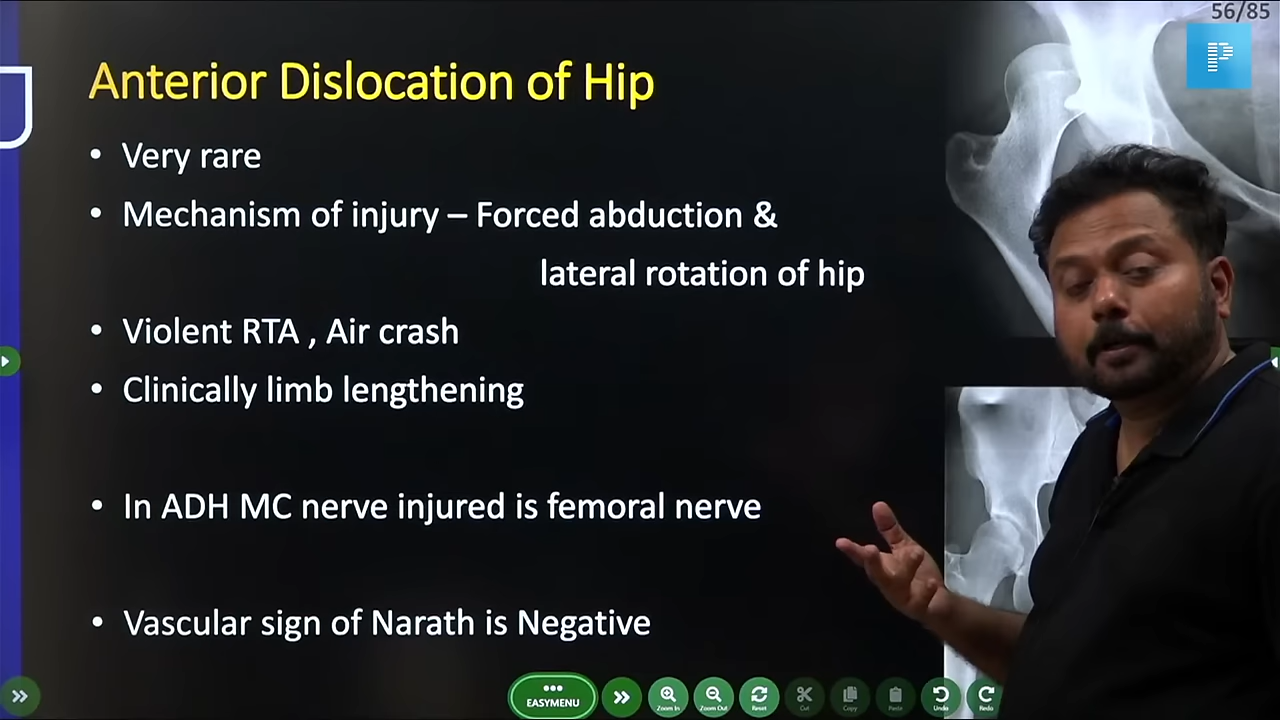 56/85
Anterior Dislocation of Hip
• Very rare
• Mechanism of injury – Forced abduction &
lateral rotation of hip
• Violent RTA , Air crash
• Clinically limb lengthening
• In ADH MC nerve injured is femoral nerve
• Vascular sign of Narath is Negative
EASYMENU
Zoom In
Zoom Out
Reset
Cut
Copy
Paste
Undo
Redo